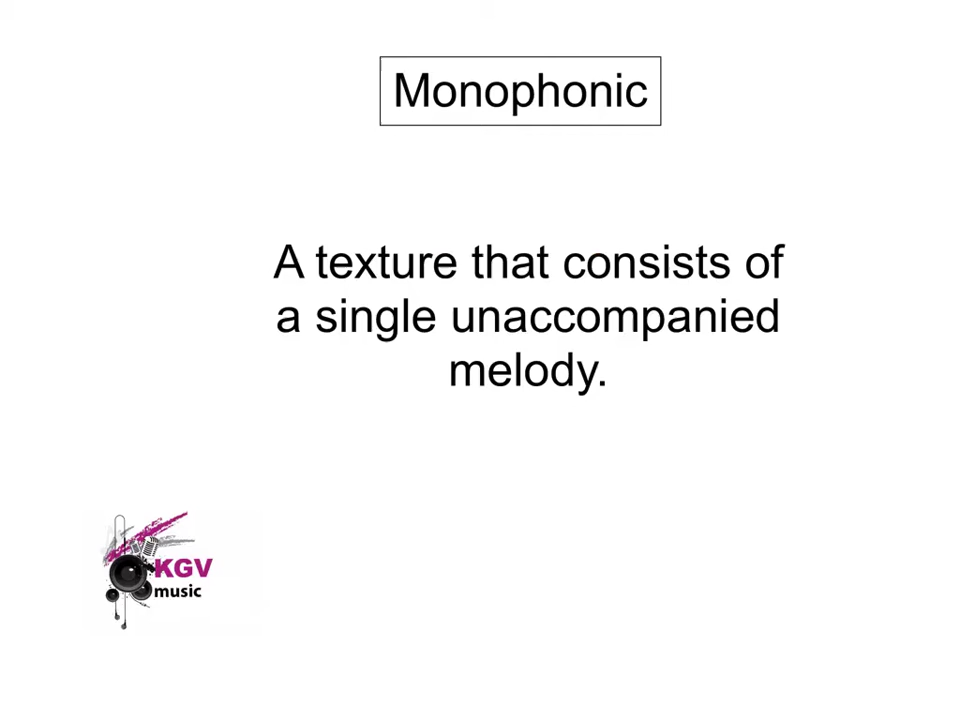 Monophonic
A texture that consists of
a single unaccompanied
melody.
KGV
music